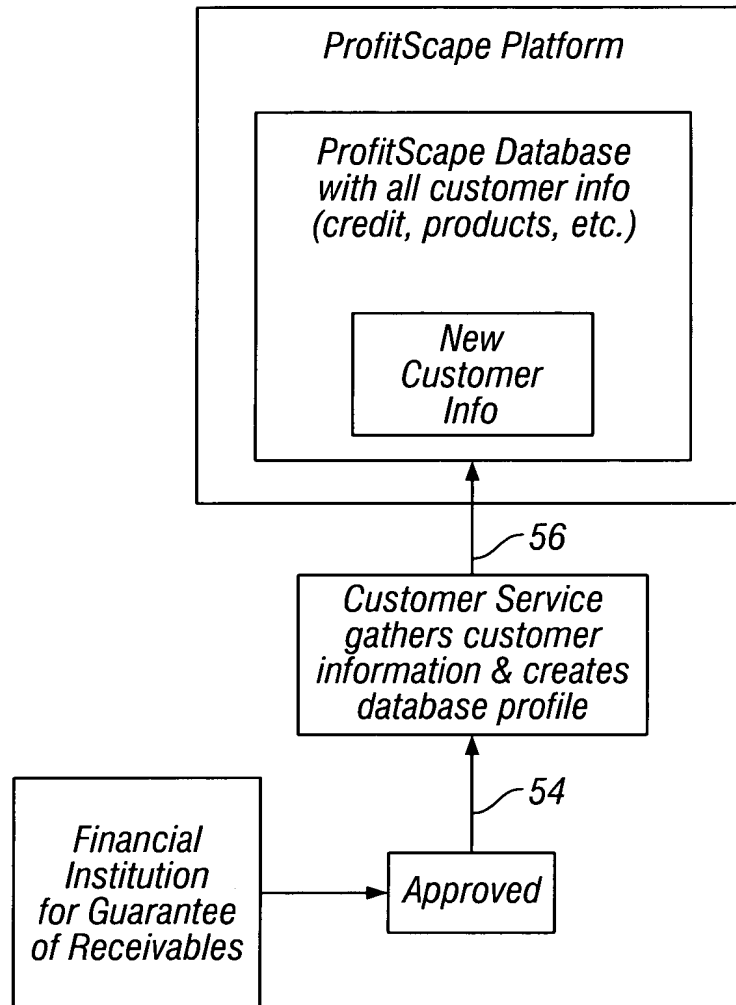 ProfitScape Platform
ProfitScape Database
with all customer info
(credit, products, etc.)
New
Customer
Info
56
Customer Service
gathers customer
information & creates
database profile
54
Financial
Institution
for Guarantee
of Receivables
Approved